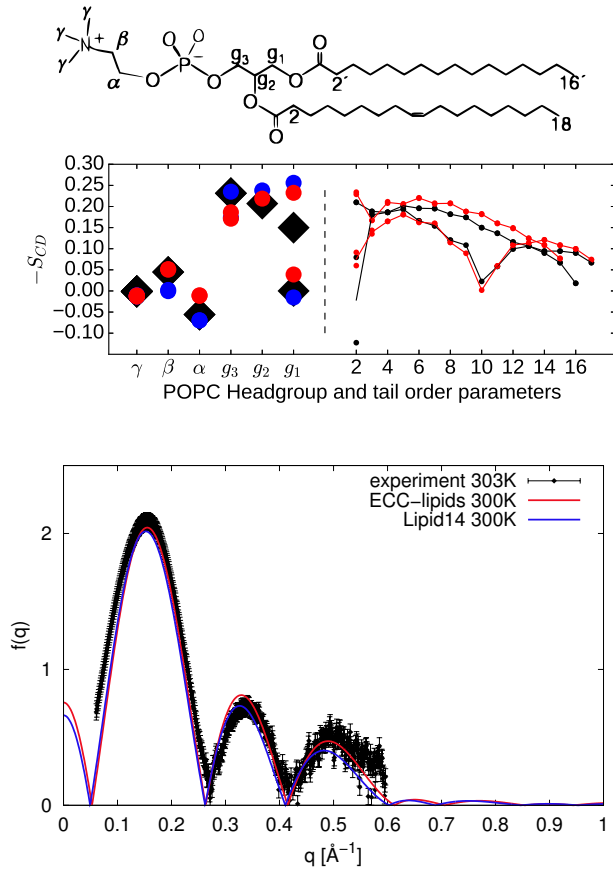 γ γ N + γ β α O O O P − O g3 g2 g1 O O 2´ 16´
O O 2 18
0.30
0.25
0.20
0.15
0.10
0.05
0.00
−0.05
−0.10
−S_CD
γ β α g3 g2 g1 2 4 6 8 10 12 14 16
POPC Headgroup and tail order parameters
experiment 303K
ECC−lipids 300K
Lipid14 300K
2
1
0
f(q)
0 0.1 0.2 0.3 0.4 0.5 0.6 0.7 0.8 0.9 1
q [Å−1]